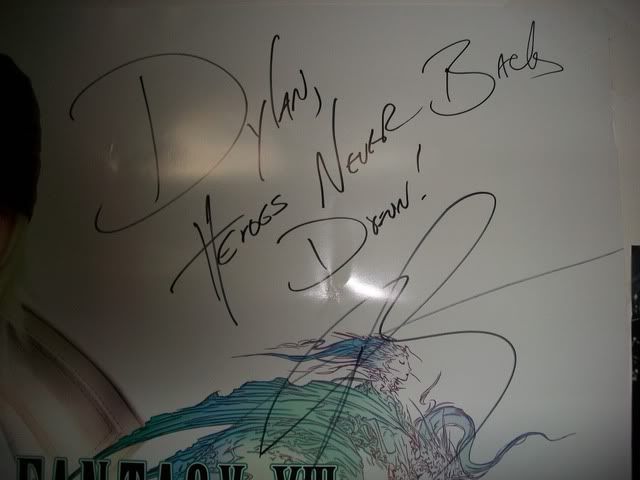 Dylan,
Heroes Never Back
Down!
FANTASY XIII